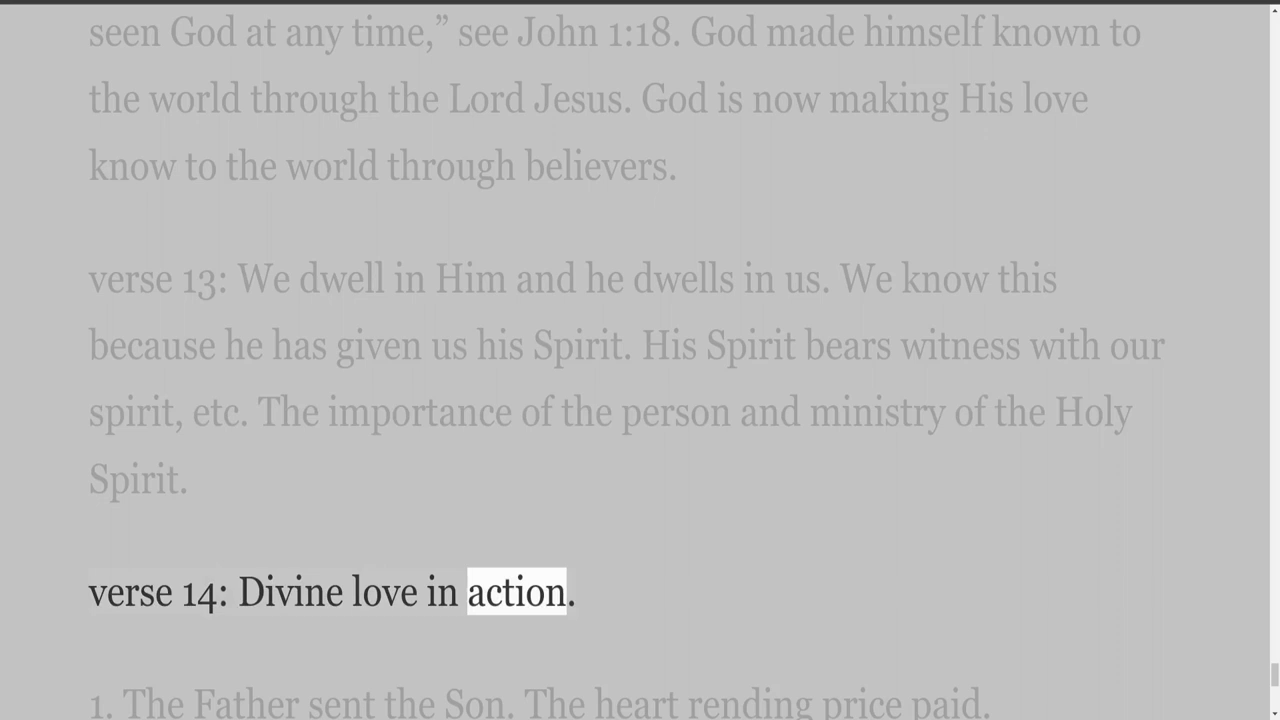 seen God at any time,” see John 1:18. God made himself known to
the world through the Lord Jesus. God is now making His love
know to the world through believers.
verse 13: We dwell in Him and he dwells in us. We know this
because he has given us his Spirit. His Spirit bears witness with our
spirit, etc. The importance of the person and ministry of the Holy
Spirit.
verse 14: Divine love in action.
1. The Father sent the Son. The heart rending price paid.